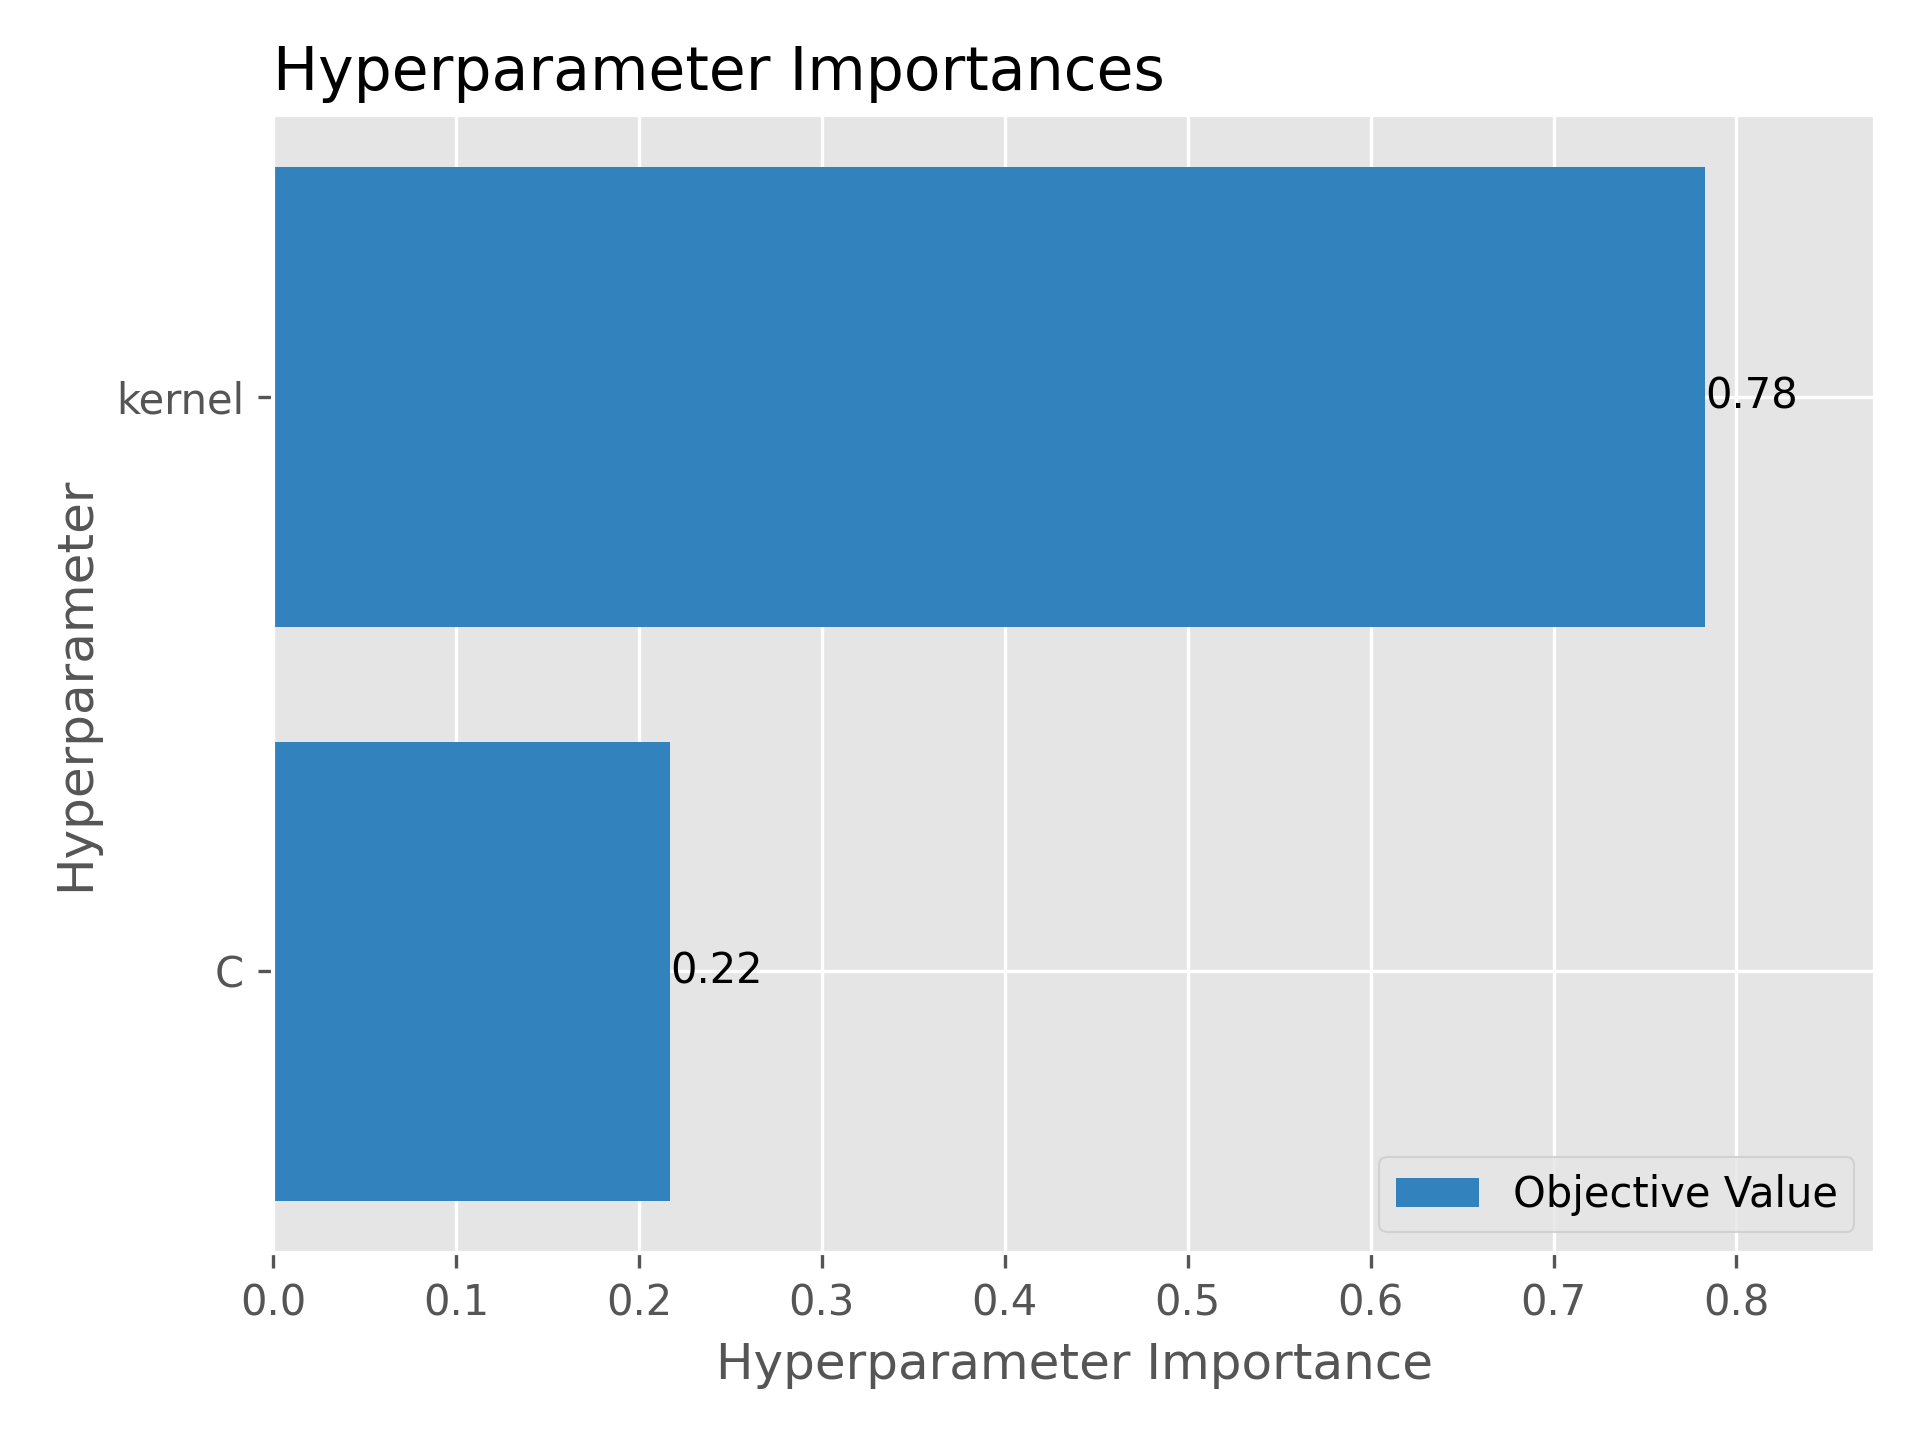 Hyperparameter Importances
Hyperparameter
kernel
0.78
C
0.22
Objective Value
0.0 0.1 0.2 0.3 0.4 0.5 0.6 0.7 0.8
Hyperparameter Importance